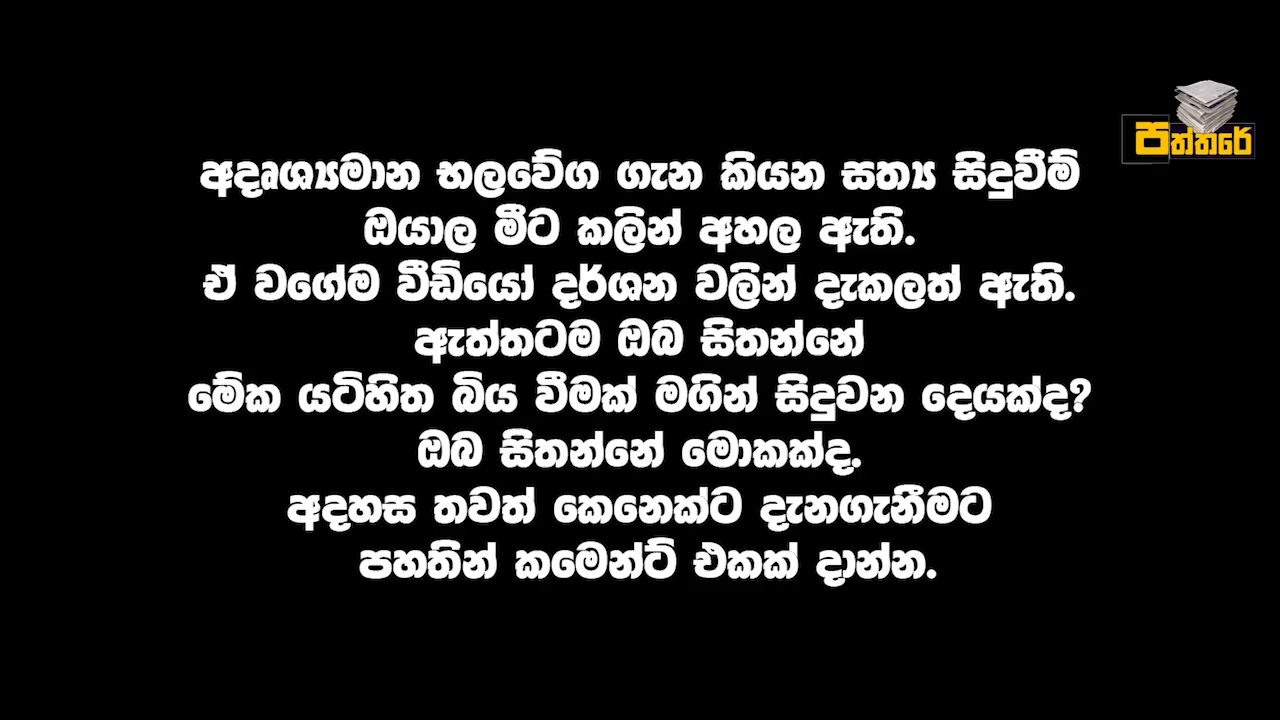 පත්තරේ
අදෘශ්‍යමාන භලවේග ගැන කියන සත්‍ය සිදුවීම්
ඔයාල මීට කලින් අහල ඇති.
ඒ වගේම වීඩියෝ දර්ශන වලින් දැකලත් ඇති.
ඇත්තටම ඔබ සිතන්නේ
මේක යටිහිත බිය වීමක් මගින් සිදුවන දෙයක්ද?
ඔබ සිතන්නේ මොකක්ද.
අදහස තවත් කෙනෙක්ට දැනගැනීමට
පහතින් කමෙන්ට් එකක් දාන්න.